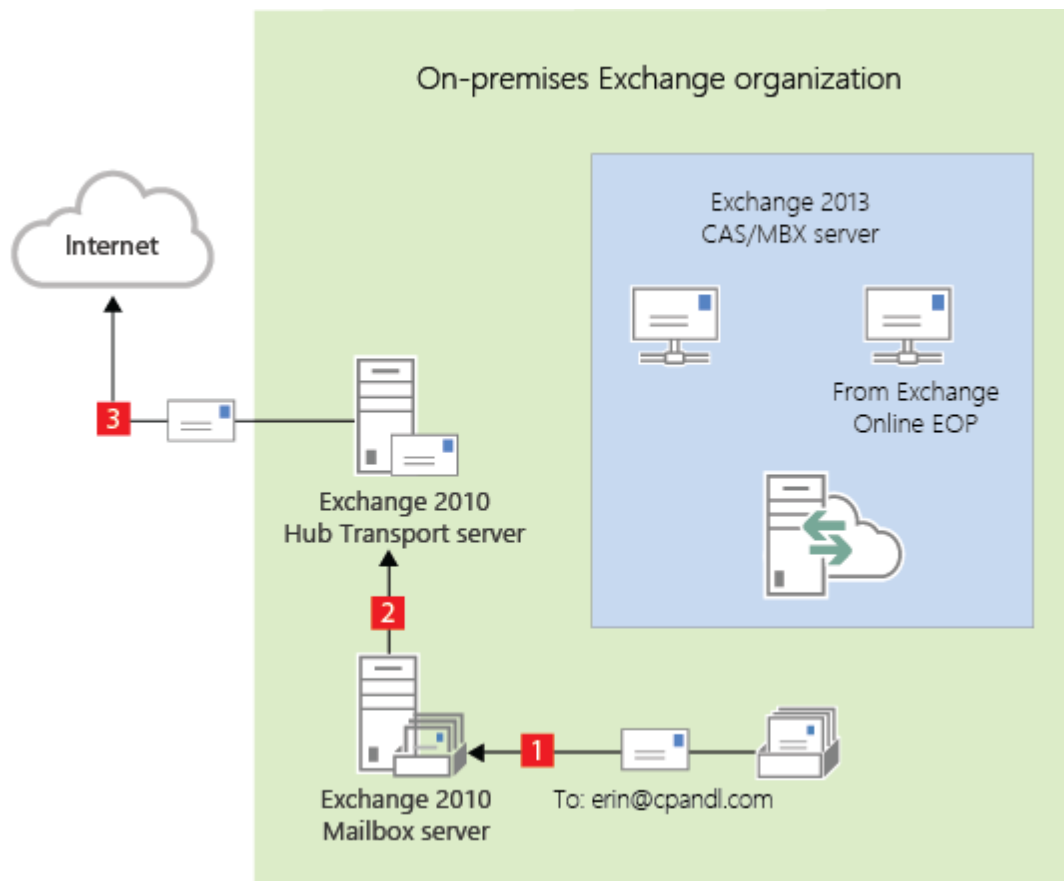 On-premises Exchange organization
Exchange 2013
CAS/MBX server
Internet
From Exchange
Online EOP
3
Exchange 2010
Hub Transport server
2
1
Exchange 2010
Mailbox server
To: erin@cpandl.com